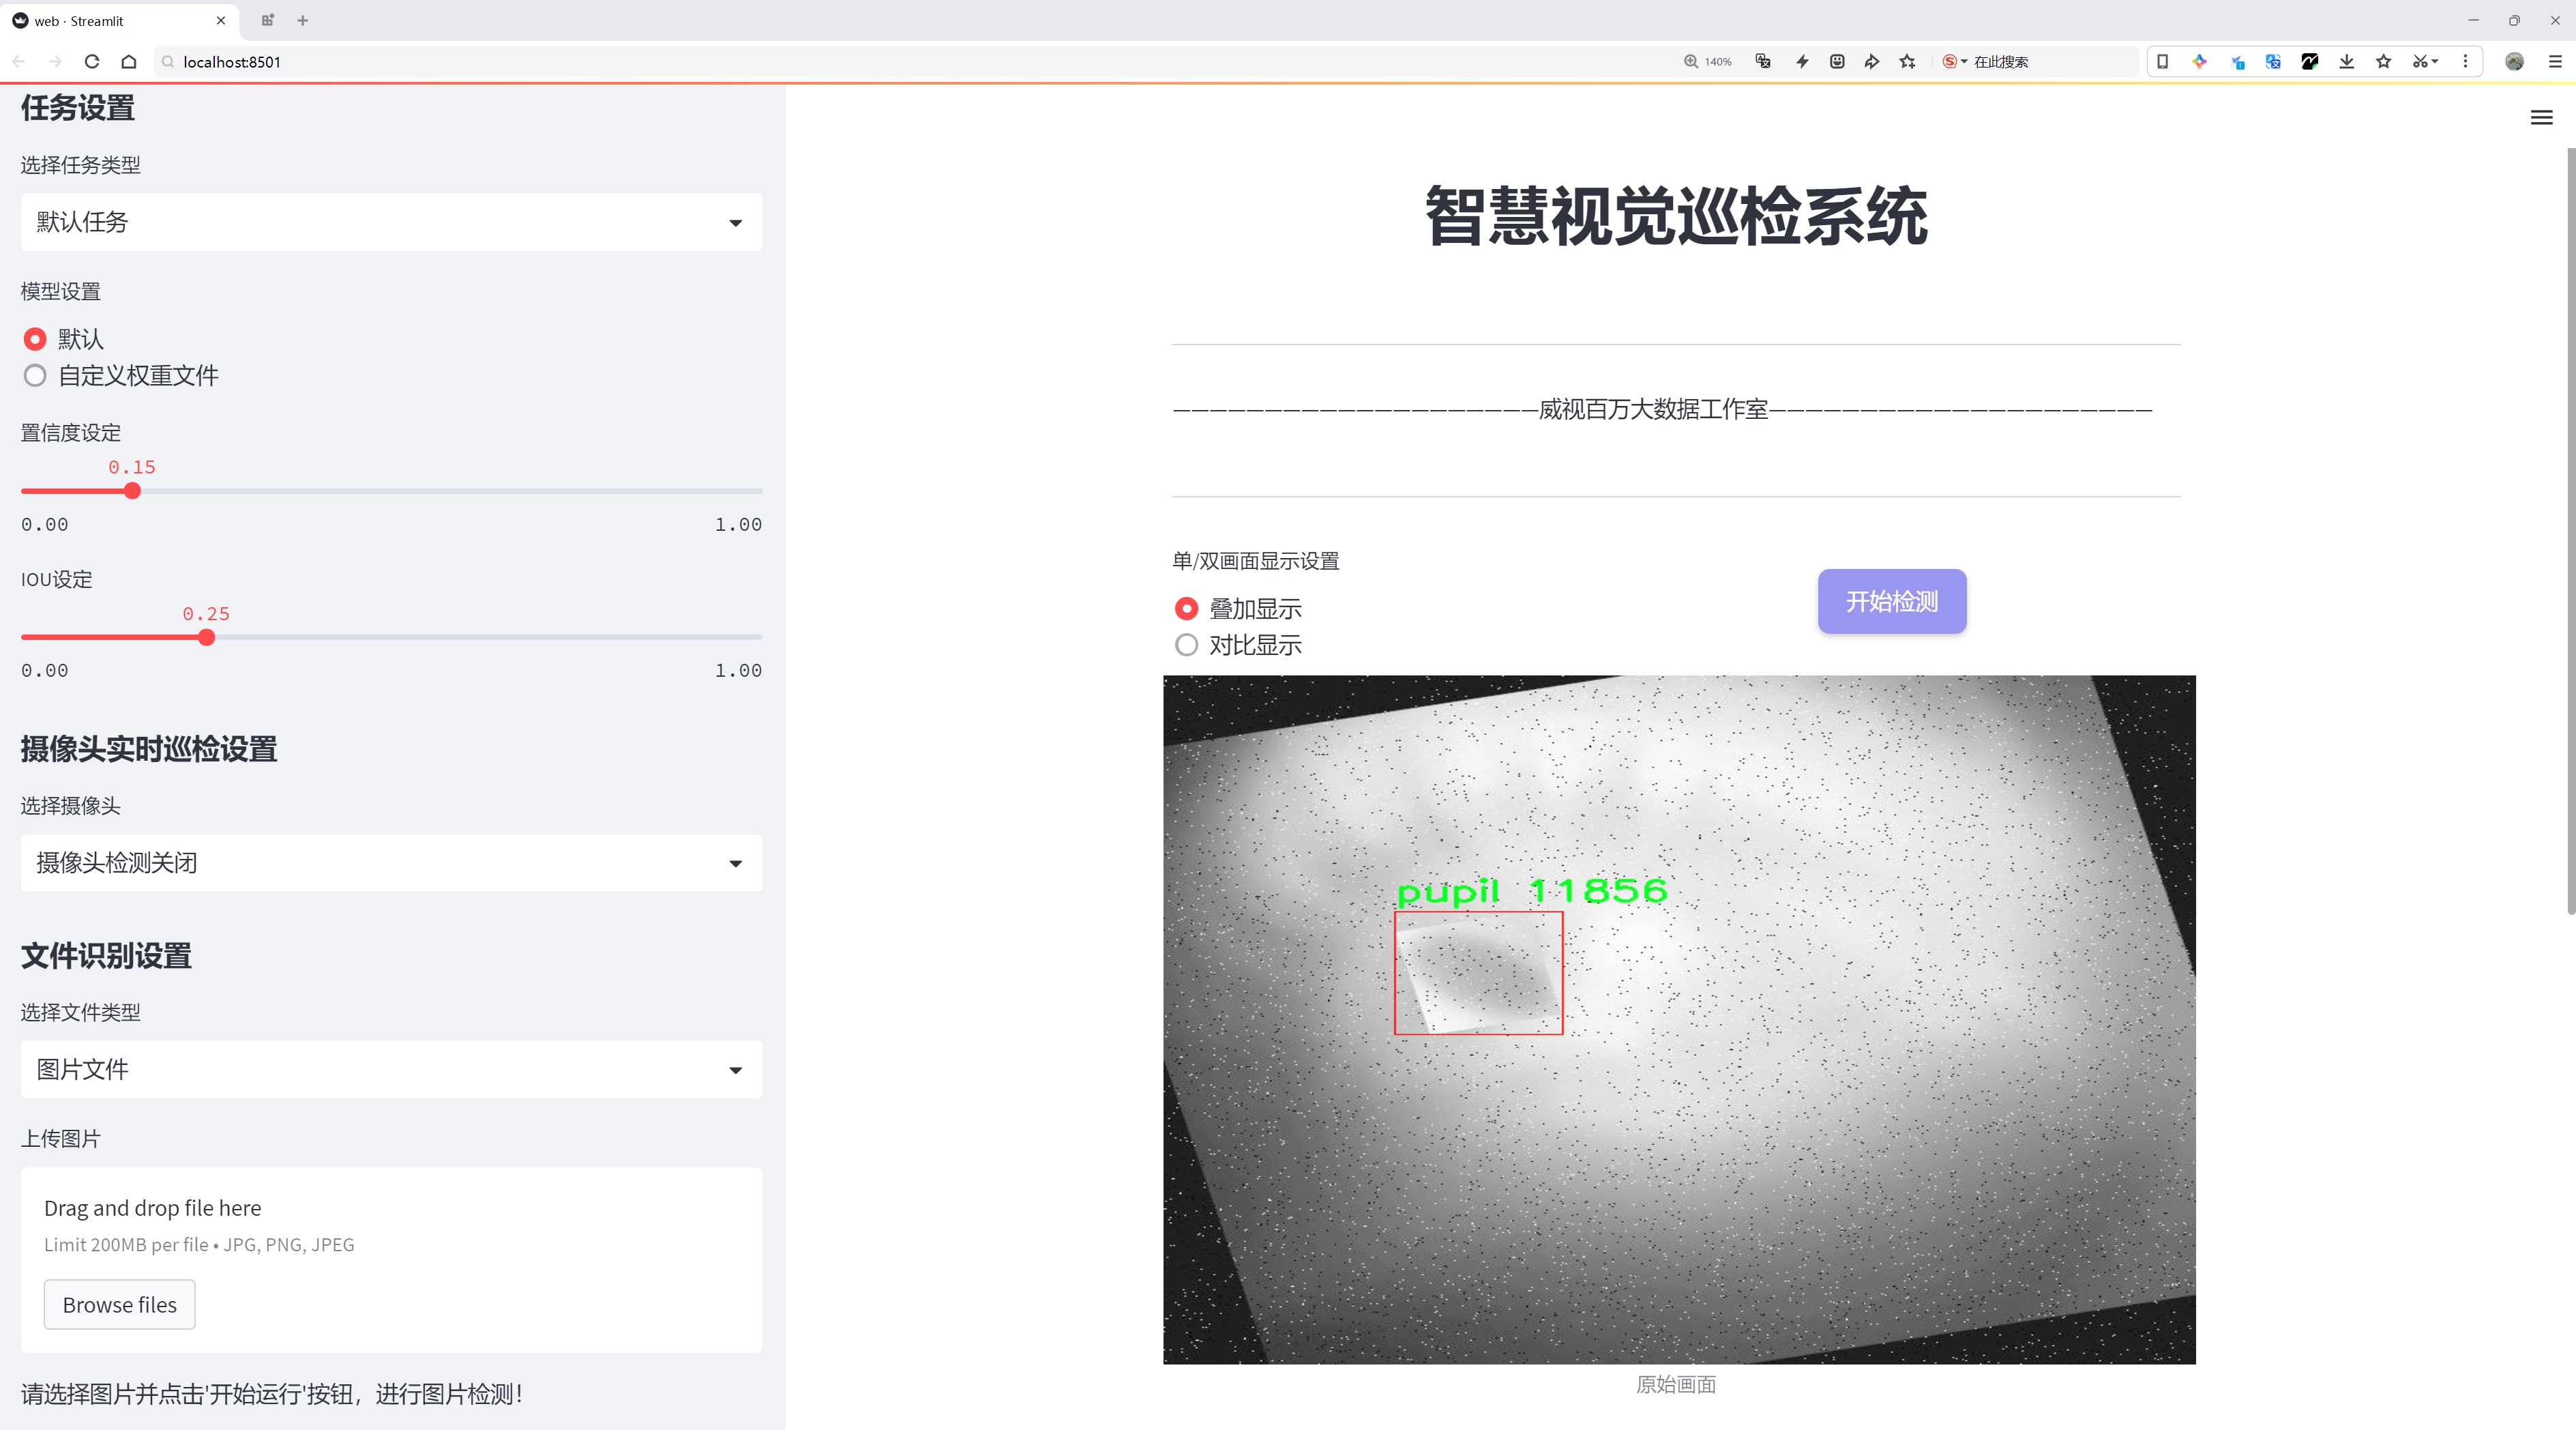 web · Streamlit
localhost:8501
140%
在此搜索
任务设置
选择任务类型
默认任务
模型设置
默认
自定义权重文件
置信度设定
0.15
0.00
1.00
IOU设定
0.25
0.00
1.00
摄像头实时巡检设置
选择摄像头
摄像头检测关闭
文件识别设置
选择文件类型
图片文件
上传图片
Drag and drop file here
Limit 200MB per file • JPG, PNG, JPEG
Browse files
请选择图片并点击'开始运行'按钮，进行图片检测！
智慧视觉巡检系统
————————————————————威视百万大数据工作室—————————————————————
单/双画面显示设置
叠加显示
对比显示
开始检测
pupil 11856
原始画面